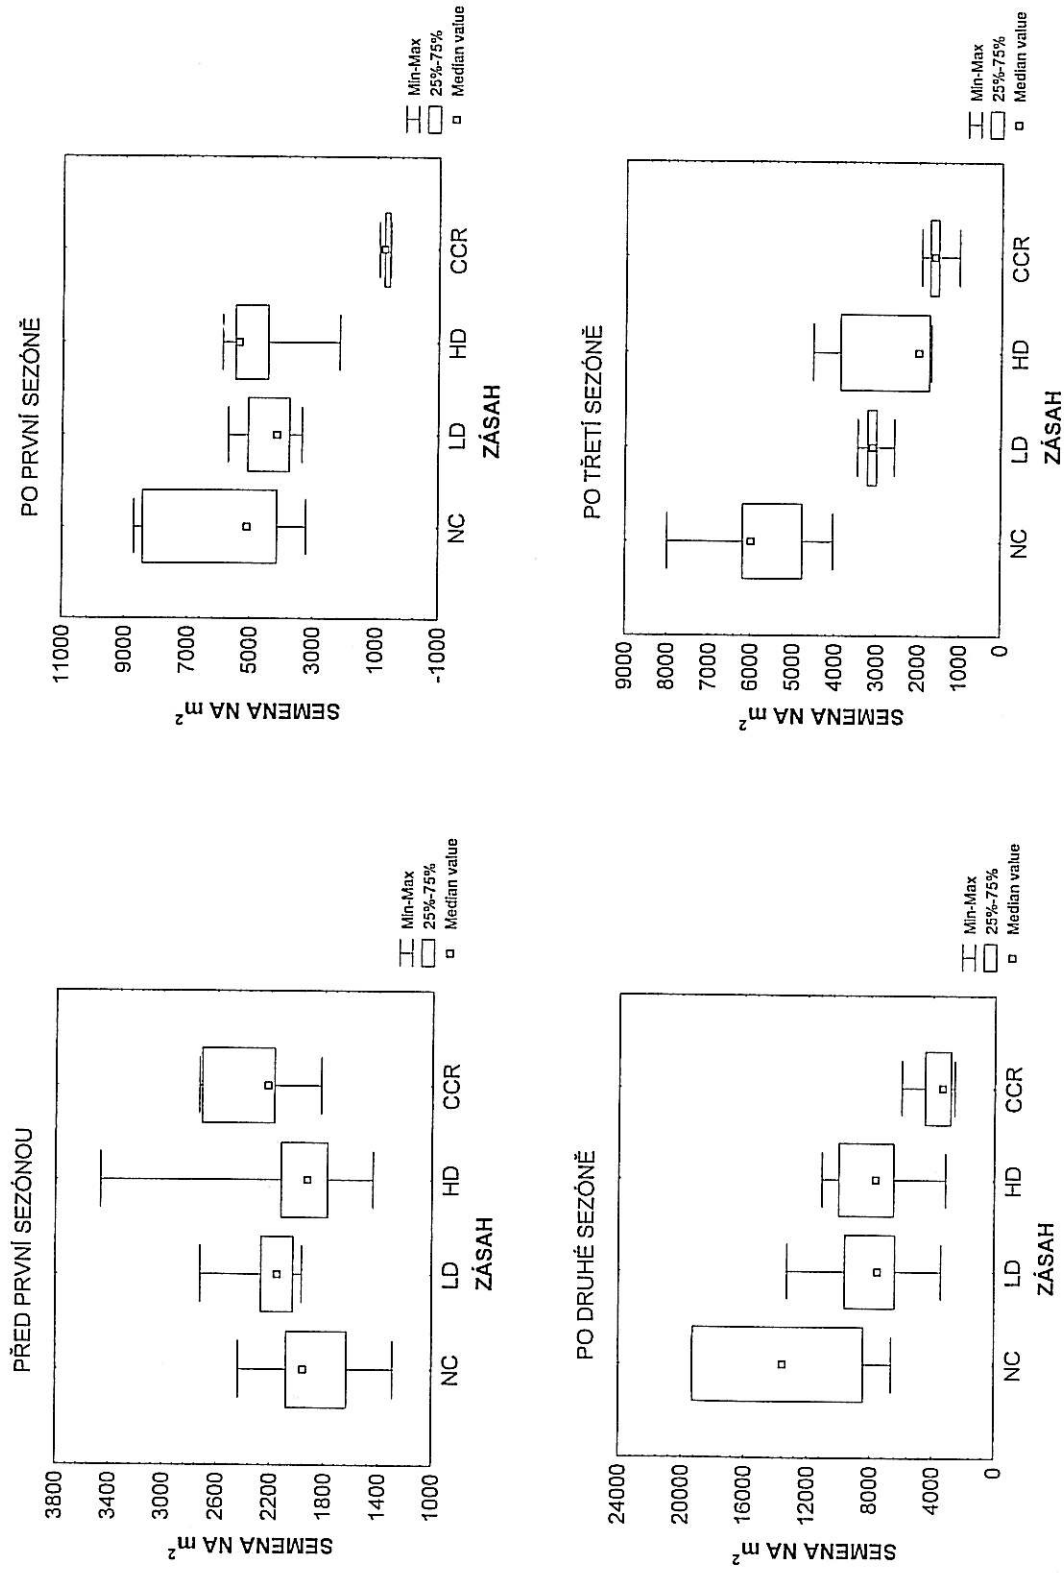 PŘED PRVNÍ SEZÓNOU
SEMENA NA m²
3800
3400
3000
2600
2200
1800
1400
1000
NC LD HD CCR
ZÁSAH
Min-Max
25%-75%
Median value
PO PRVNÍ SEZÓNĚ
SEMENA NA m²
11000
9000
7000
5000
3000
1000
-1000
NC LD HD CCR
ZÁSAH
Min-Max
25%-75%
Median value
PO DRUHÉ SEZÓNĚ
SEMENA NA m²
24000
20000
16000
12000
8000
4000
0
NC LD HD CCR
ZÁSAH
Min-Max
25%-75%
Median value
PO TŘETÍ SEZÓNĚ
SEMENA NA m²
9000
8000
7000
6000
5000
4000
3000
2000
1000
0
NC LD HD CCR
ZÁSAH
Min-Max
25%-75%
Median value